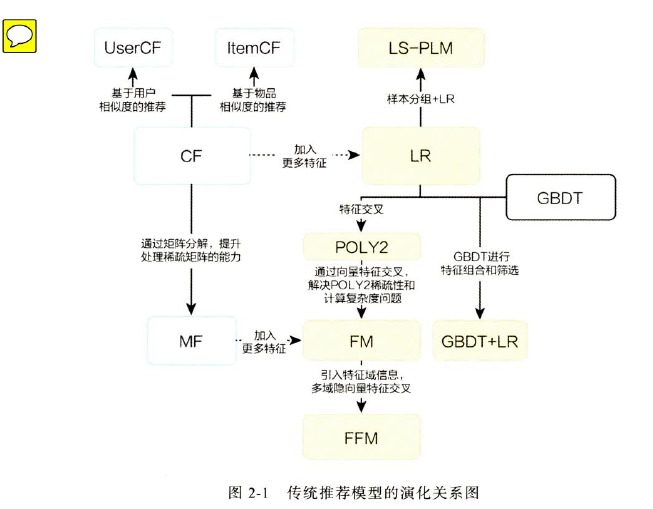 UserCF
ItemCF
LS-PLM
基于用户
相似度的推荐
基于物品
相似度的推荐
样本分组+LR
CF
加入
更多特征
LR
GBDT
特征交叉
通过矩阵分解，提升
处理稀疏矩阵的能力
POLY2
GBDT进行
特征组合和筛选
通过向量特征交叉，
解决POLY2稀疏性和
计算复杂度问题
MF
加入
更多特征
FM
GBDT+LR
引入特征域信息，
多域隐向量特征交叉
FFM
图 2-1 传统推荐模型的演化关系图